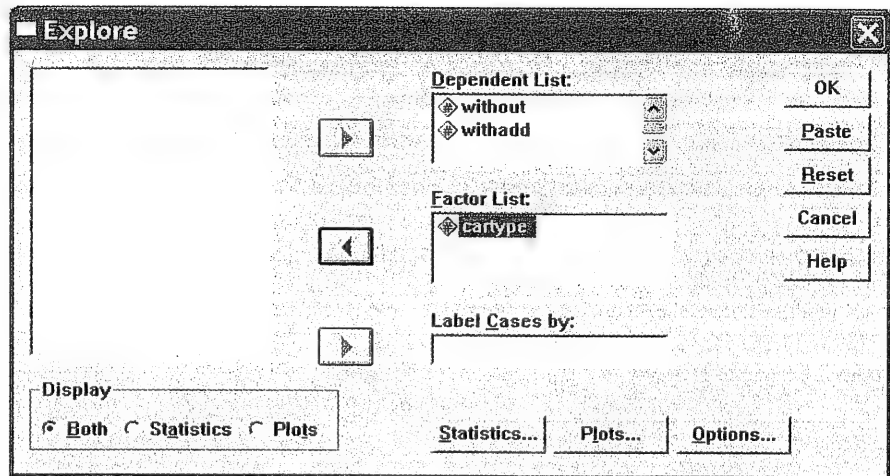 Explore
Dependent List:
without
withadd
Factor List:
cartype
Label Cases by:
OK
Paste
Reset
Cancel
Help
Display
Both Statistics Plots
Statistics... Plots... Options...